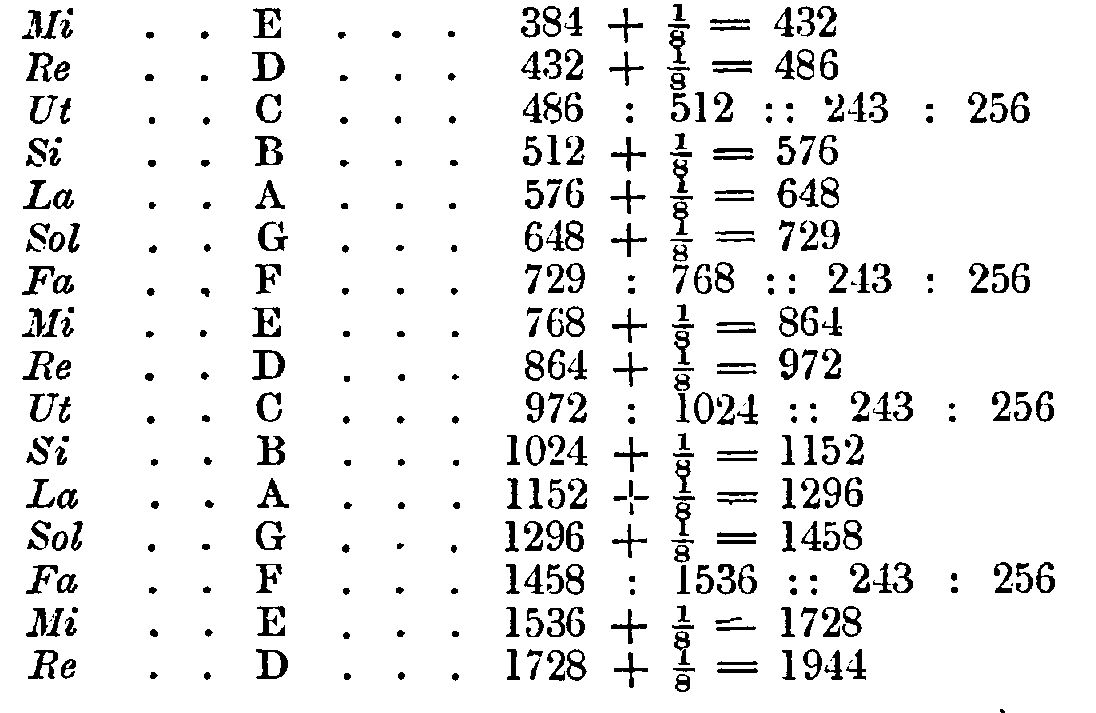 Mi . . E . . . 384 + 1/8 = 432
Re . . D . . . 432 + 1/8 = 486
Ut . . C . . . 486 : 512 :: 243 : 256
Si . . B . . . 512 + 1/8 = 576
La . . A . . . 576 + 1/8 = 648
Sol . . G . . . 648 + 1/8 = 729
Fa . . F . . . 729 : 768 :: 243 : 256
Mi . . E . . . 768 + 1/8 = 864
Re . . D . . . 864 + 1/8 = 972
Ut . . C . . . 972 : 1024 :: 243 : 256
Si . . B . . . 1024 + 1/8 = 1152
La . . A . . . 1152 + 1/8 = 1296
Sol . . G . . . 1296 + 1/8 = 1458
Fa . . F . . . 1458 : 1536 :: 243 : 256
Mi . . E . . . 1536 + 1/8 = 1728
Re . . D . . . 1728 + 1/8 = 1944